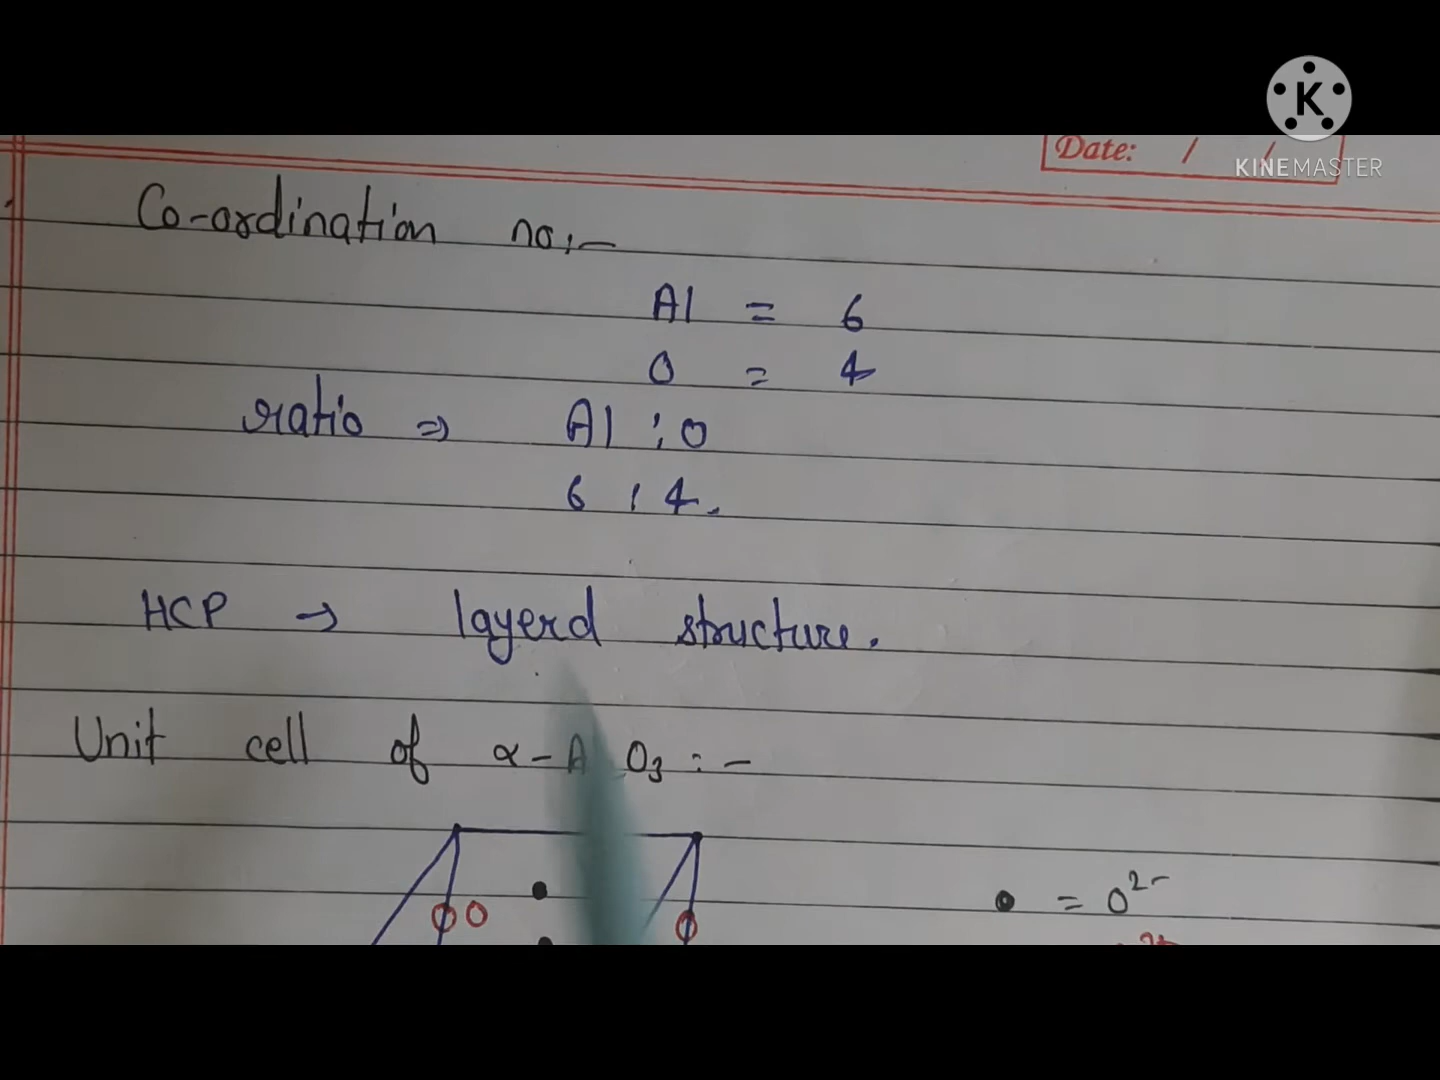 K
KINEMASTER
Date: / /
Co-ordination no:-
Al = 6
O = 4
ratio ⇒ Al : O
6 : 4.
HCP → layerd structure.
Unit cell of α-A O3 : -
• = O2-